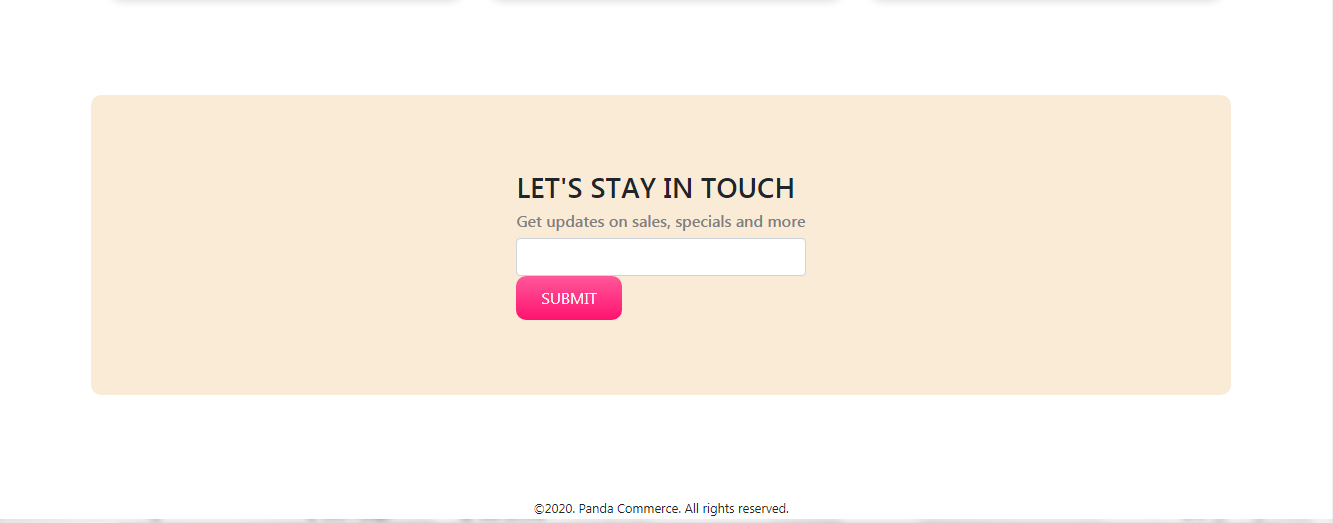 LET'S STAY IN TOUCH
Get updates on sales, specials and more
SUBMIT
©2020. Panda Commerce. All rights reserved.